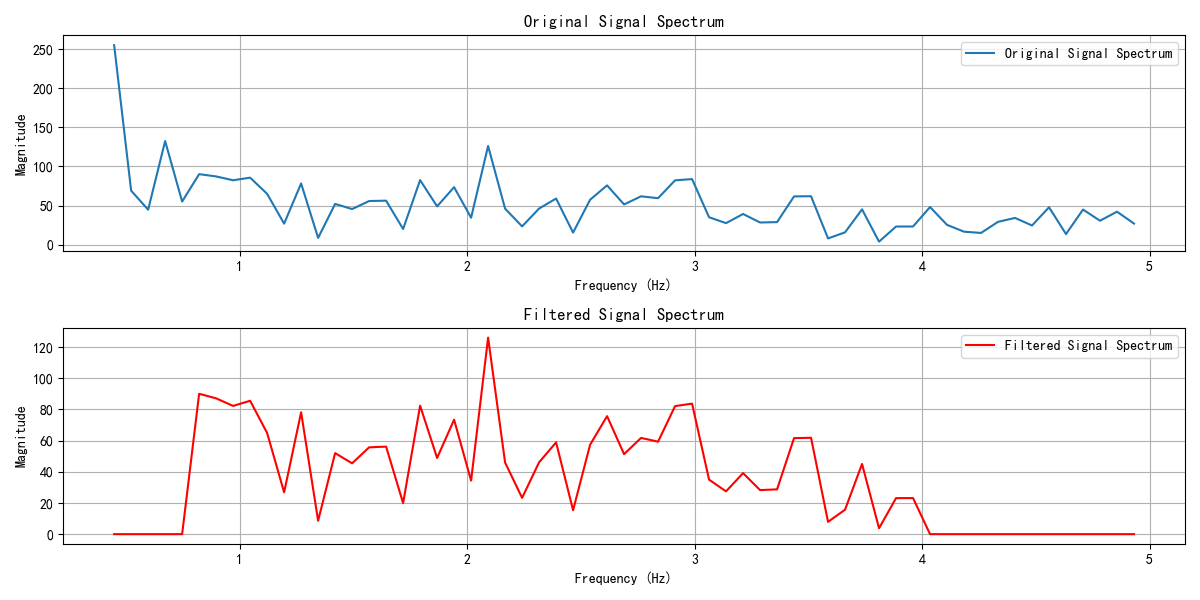 Original Signal Spectrum
Original Signal Spectrum
250
200
150
100
50
0
Magnitude
1
2
3
4
5
Frequency (Hz)
Filtered Signal Spectrum
Filtered Signal Spectrum
120
100
80
60
40
20
0
Magnitude
1
2
3
4
5
Frequency (Hz)